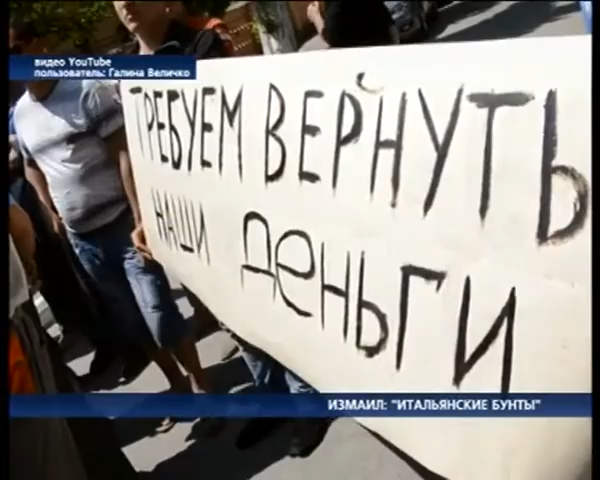 видео YouTube
пользователь: Галина Величко
ТРЕБУЕМ ВЕРНУТЬ
НАШИ ДЕНЬГИ
ИЗМАИЛ: "ИТАЛЬЯНСКИЕ БУНТЫ"